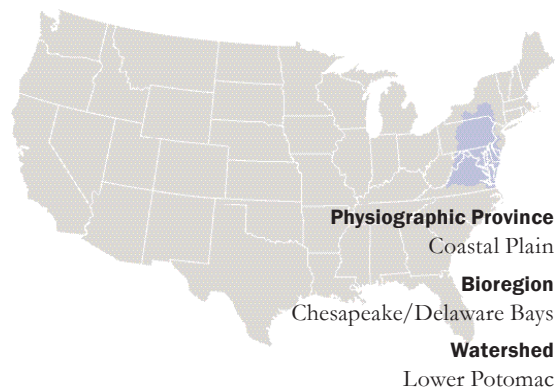 Physiographic Province
Coastal Plain
Bioregion
Chesapeake/Delaware Bays
Watershed
Lower Potomac